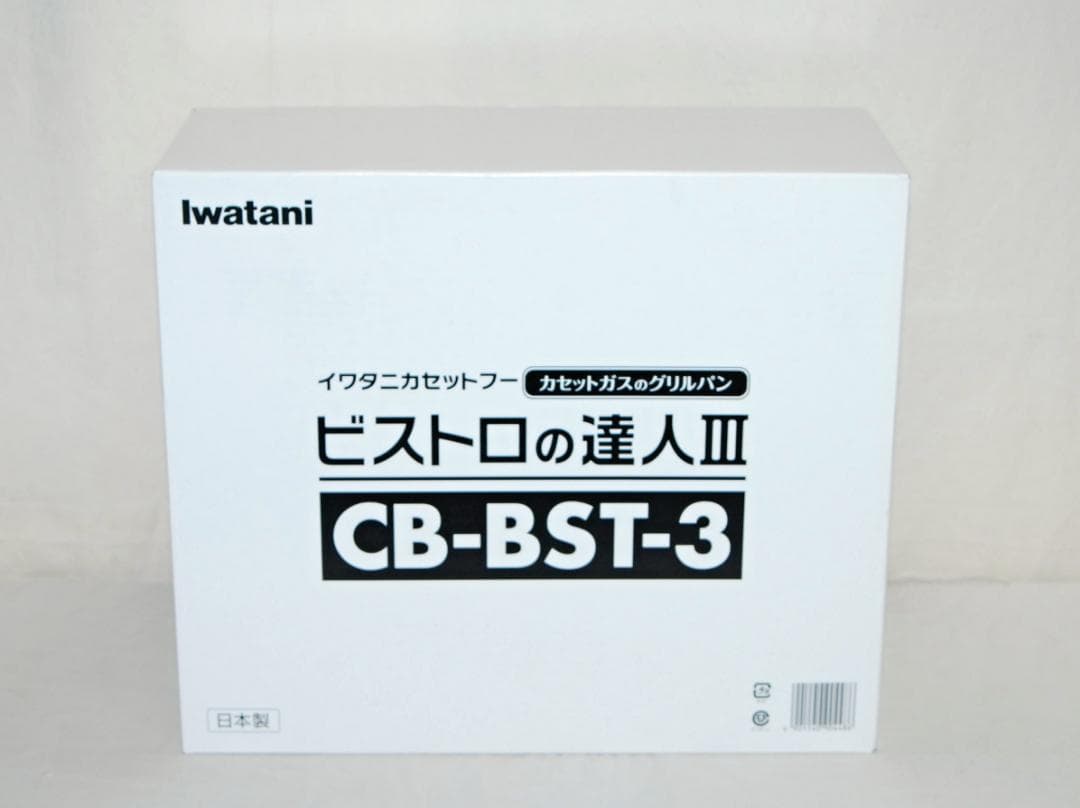 Iwatani
イワタニカセットフー カセットガスのグリルパン
ビストロの達人III
CB-BST-3
日本製